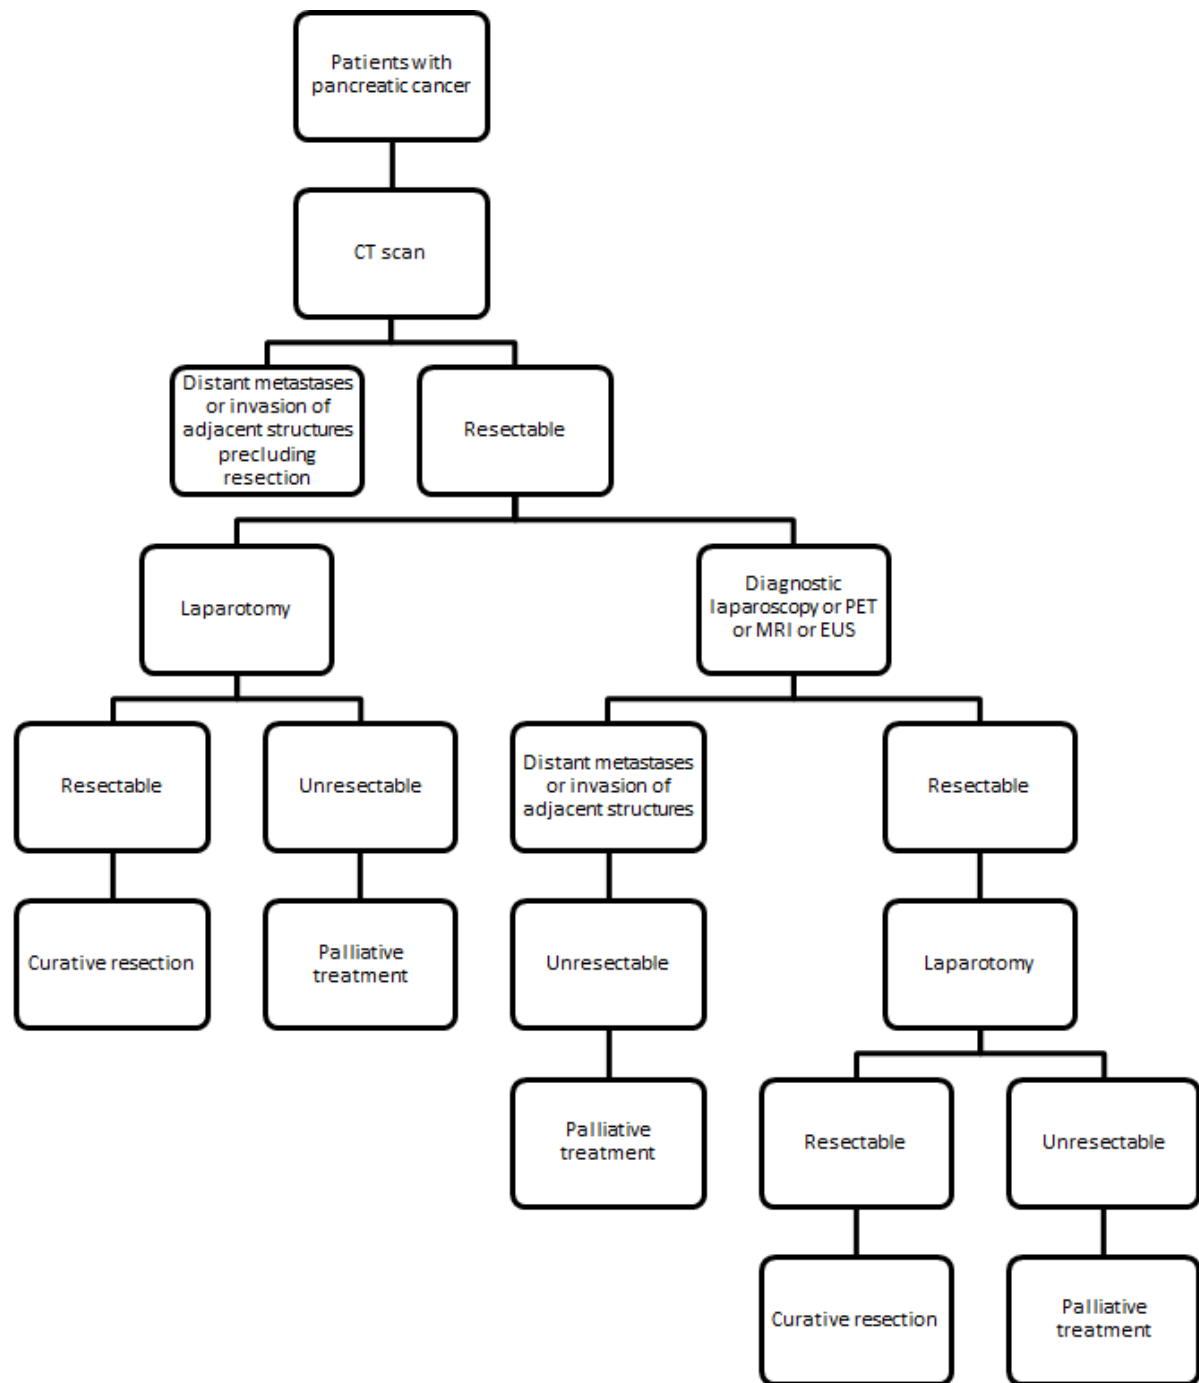 Patients with
pancreatic cancer
CT scan
Distant metastases
or invasion of
adjacent structures
precluding
resection
Resectable
Laparotomy
Diagnostic
laparoscopy or PET
or MRI or EUS
Resectable
Unresectable
Distant metastases
or invasion of
adjacent structures
Resectable
Curative resection
Palliative
treatment
Unresectable
Laparotomy
Palliative
treatment
Resectable
Unresectable
Curative resection
Palliative
treatment